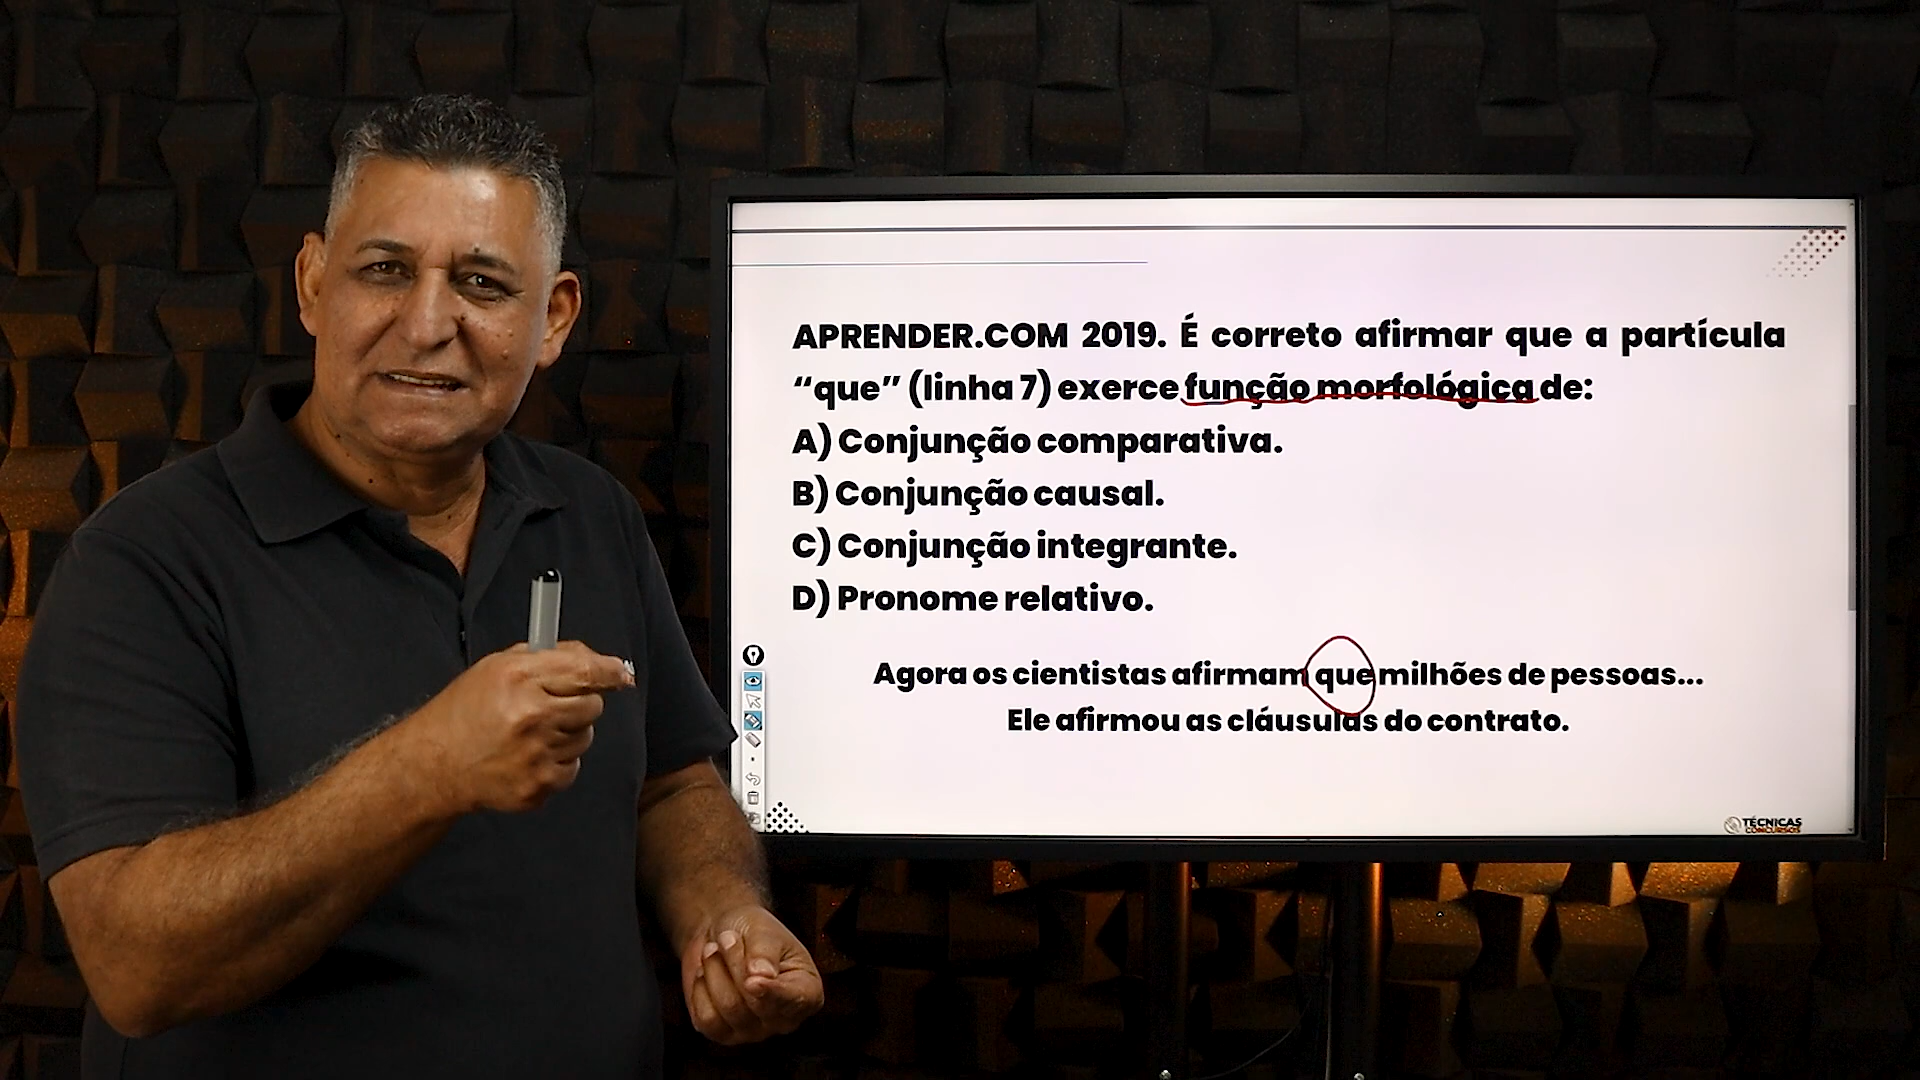 APRENDER.COM 2019. É correto afirmar que a partícula
“que” (linha 7) exerce função morfológica de:
A) Conjunção comparativa.
B) Conjunção causal.
C) Conjunção integrante.
D) Pronome relativo.
Agora os cientistas afirmam que milhões de pessoas...
Ele afirmou as cláusulas do contrato.
TÉCNICAS
CONCURSOS